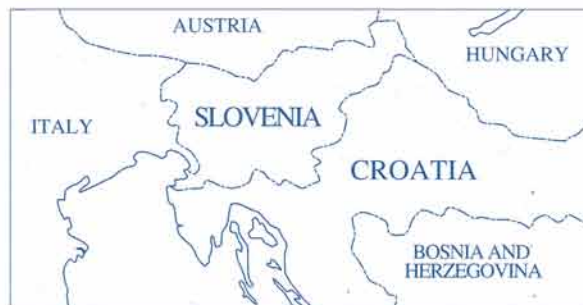 AUSTRIA
HUNGARY
ITALY
SLOVENIA
CROATIA
BOSNIA AND
HERZEGOVINA